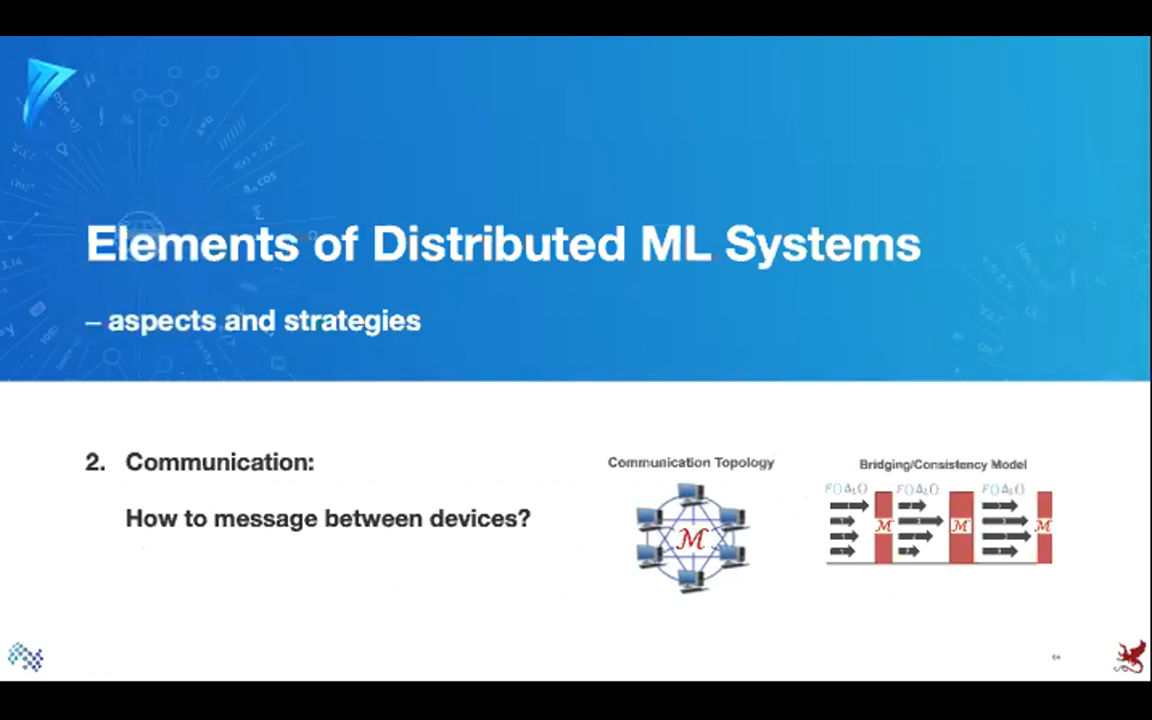 Elements of Distributed ML Systems
– aspects and strategies
2. Communication:
How to message between devices?
Communication Topology
M
Bridging/Consistency Model
M M M